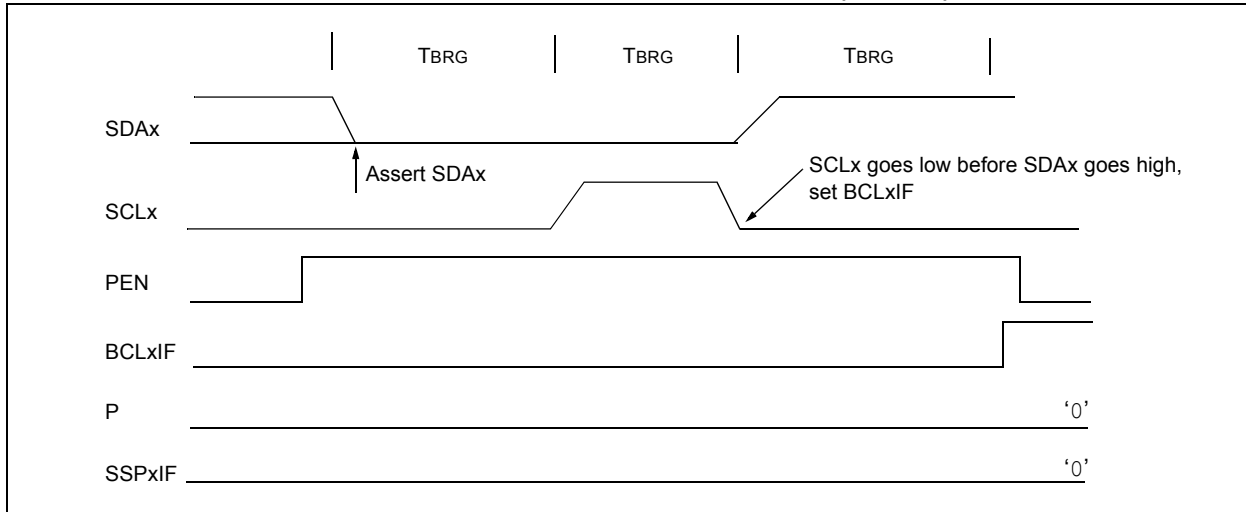 TBRG TBRG TBRG
SDAx
Assert SDAx
SCLx goes low before SDAx goes high,
set BCLxIF
SCLx
PEN
BCLxIF
P
‘0’
SSPxIF
‘0’